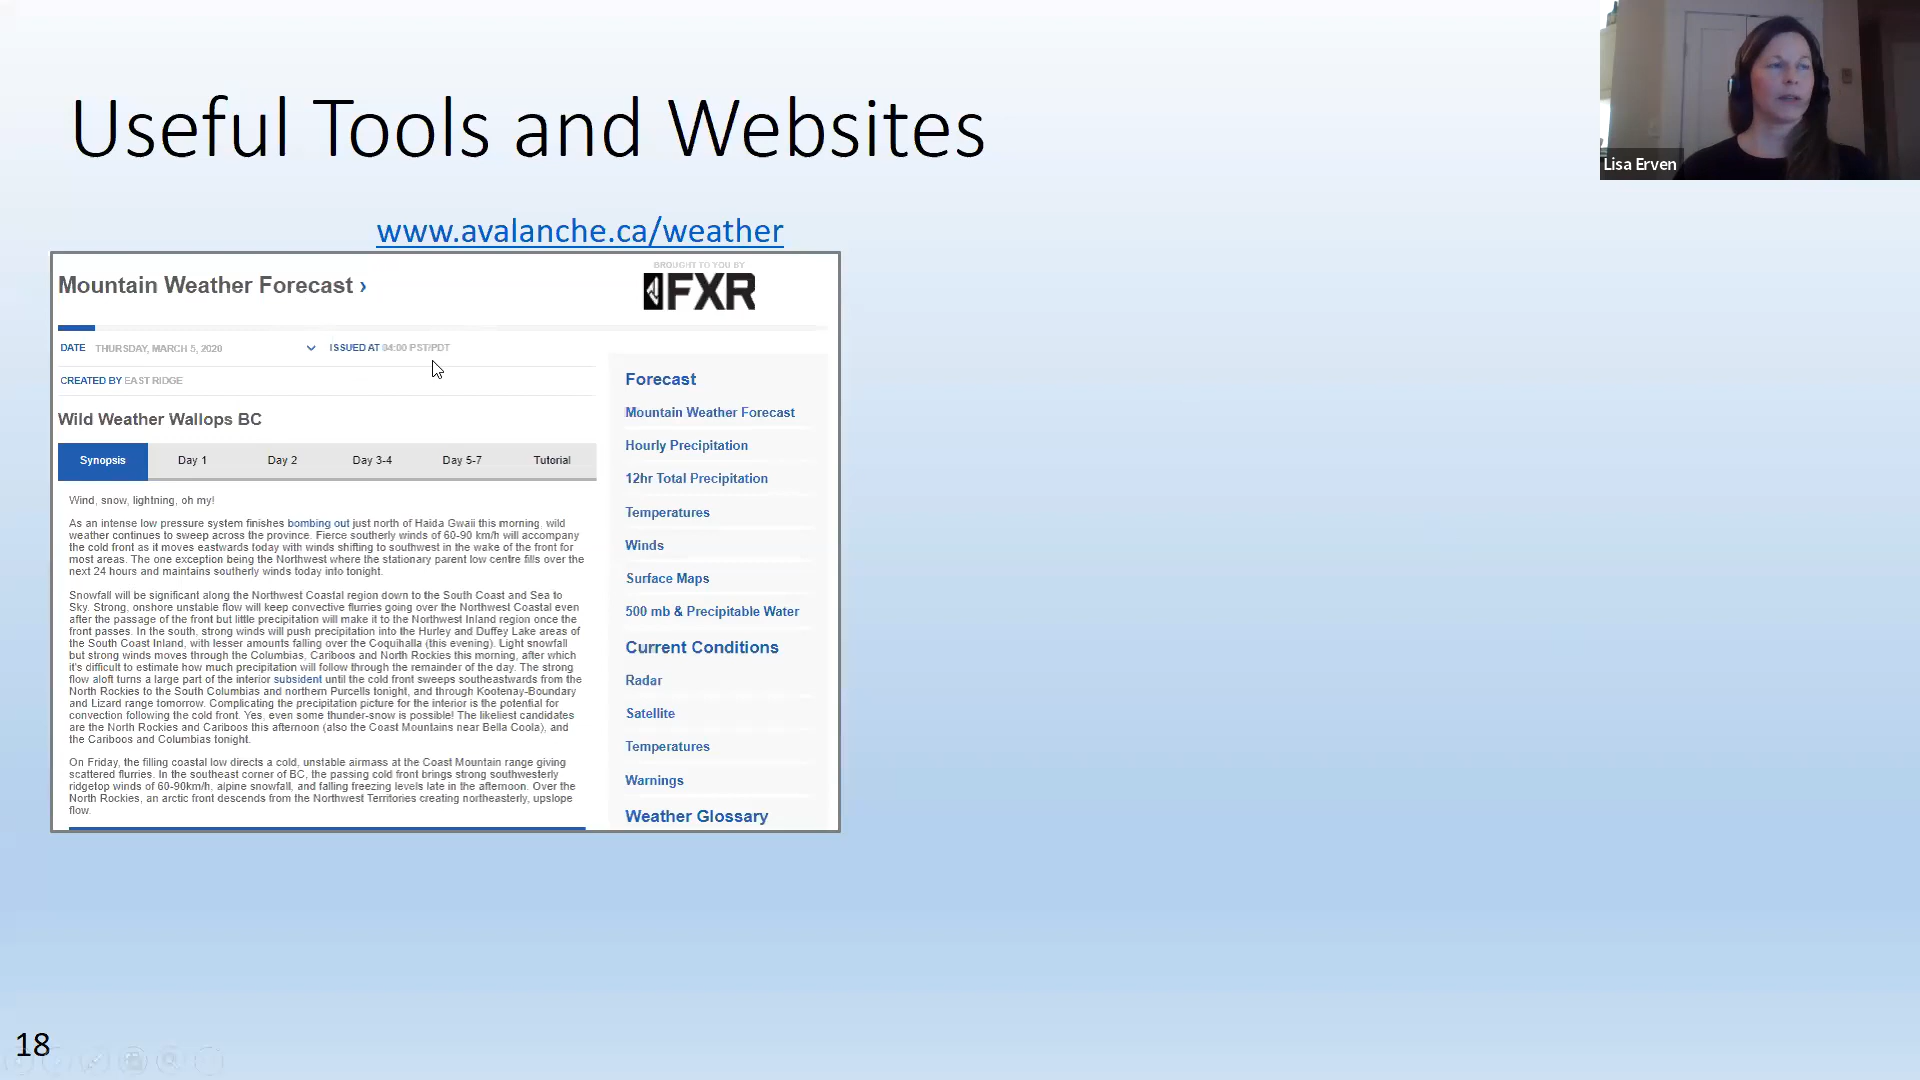 Useful Tools and Websites
Lisa Erven
www.avalanche.ca/weather
Mountain Weather Forecast ›
BROUGHT TO YOU BY
FXR
DATE THURSDAY, MARCH 5, 2020
ISSUED AT 04:00 PST/PDT
CREATED BY EAST RIDGE
Wild Weather Wallops BC
Synopsis Day 1 Day 2 Day 3-4 Day 5-7 Tutorial
Wind, snow, lightning, oh my!
As an intense low pressure system finishes bombing out just north of Haida Gwaii this morning, wild
weather continues to sweep across the province. Fierce southerly winds of 60-90 km/h will accompany
the cold front as it moves eastwards today with winds shifting to southwest in the wake of the front for
most areas. The one exception being the Northwest where the stationary parent low centre fills over the
next 24 hours and maintains southerly winds today into tonight.
Snowfall will be significant along the Northwest Coastal region down to the South Coast and Sea to
Sky. Strong, onshore unstable flow will keep convective flurries going over the Northwest Coastal even
after the passage of the front but little precipitation will make it to the Northwest Inland region once the
front passes. In the south, strong winds will push precipitation into the Hurley and Duffey Lake areas of
the South Coast Inland, with lesser amounts falling over the Coquihalla (this evening). Light snowfall
but strong winds moves through the Columbias, Cariboos and North Rockies this morning, after which
it's difficult to estimate how much precipitation will follow through the remainder of the day. The strong
flow aloft turns a large part of the interior subsident until the cold front sweeps southeastwards from the
North Rockies to the South Columbias and northern Purcells tonight, and through Kootenay-Boundary
and Lizard range tomorrow. Complicating the precipitation picture for the interior is the potential for
convection following the cold front. Yes, even some thunder-snow is possible! The likeliest candidates
are the North Rockies and Cariboos this afternoon (also the Coast Mountains near Bella Coola), and
the Cariboos and Columbias tonight.
On Friday, the filling coastal low directs a cold, unstable airmass at the Coast Mountain range giving
scattered flurries. In the southeast corner of BC, the passing cold front brings strong southwesterly
ridgetop winds of 60-90km/h, alpine snowfall, and falling freezing levels late in the afternoon. Over the
North Rockies, an arctic front descends from the Northwest Territories creating northeasterly, upslope
flow.
Forecast
Mountain Weather Forecast
Hourly Precipitation
12hr Total Precipitation
Temperatures
Winds
Surface Maps
500 mb & Precipitable Water
Current Conditions
Radar
Satellite
Temperatures
Warnings
Weather Glossary
18